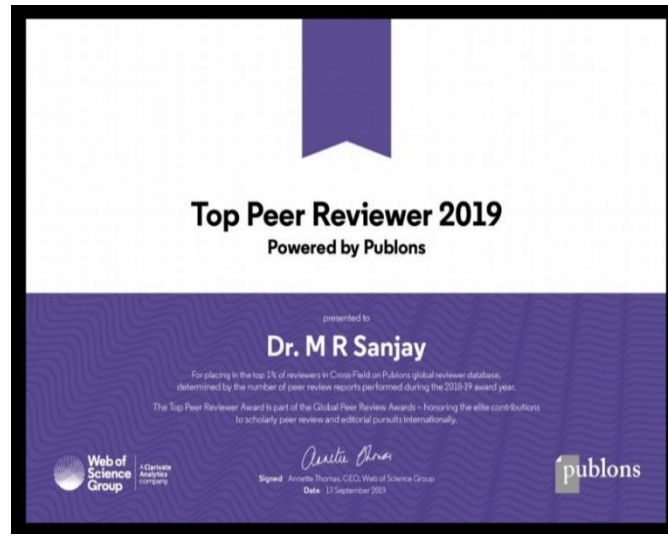 Top Peer Reviewer 2019
Powered by Publons
presented to
Dr. M R Sanjay
For placing in the top 1% of reviewers in Cross-Field on Publons global reviewer database,
determined by the number of peer review reports performed during the 2018-19 award year.
The Top Peer Reviewer Award is part of the Global Peer Review Awards – honoring the elite contributions
to scholarly peer review and editorial pursuits internationally.
Web of
Science
Group
A Clarivate
Analytics
company
Annette Thomas
Signed Annette Thomas, CEO, Web of Science Group
Date 17 September 2019
publons